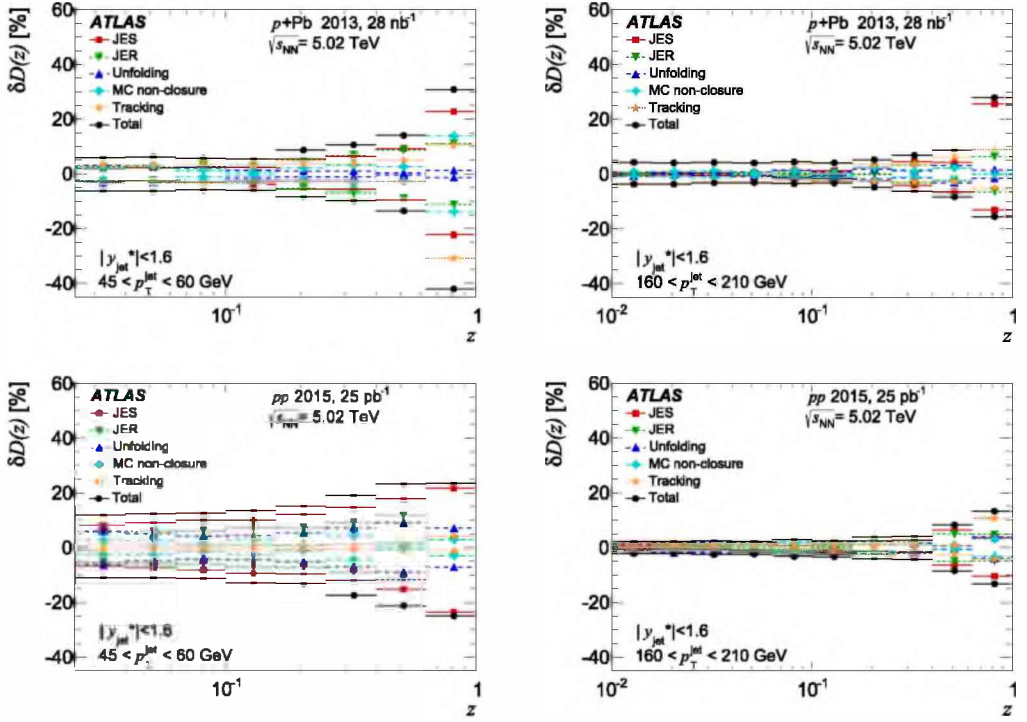 ATLAS
p+Pb 2013, 28 nb⁻¹
√sNN = 5.02 TeV
JES
JER
Unfolding
MC non-closure
Tracking
Total
δD(z) [%]
60
40
20
0
-20
-40
|yjet*|<1.6
45 < pTjet < 60 GeV
10⁻¹
1
z
ATLAS
p+Pb 2013, 28 nb⁻¹
√sNN = 5.02 TeV
JES
JER
Unfolding
MC non-closure
Tracking
Total
δD(z) [%]
60
40
20
0
-20
-40
|yjet*|<1.6
160 < pTjet < 210 GeV
10⁻²
10⁻¹
1
z
ATLAS
pp 2015, 25 pb⁻¹
√sNN = 5.02 TeV
JES
JER
Unfolding
MC non-closure
Tracking
Total
δD(z) [%]
60
40
20
0
-20
-40
|yjet*|<1.6
45 < pTjet < 60 GeV
10⁻¹
1
z
ATLAS
pp 2015, 25 pb⁻¹
√sNN = 5.02 TeV
JES
JER
Unfolding
MC non-closure
Tracking
Total
δD(z) [%]
60
40
20
0
-20
-40
|yjet*|<1.6
160 < pTjet < 210 GeV
10⁻²
10⁻¹
1
z